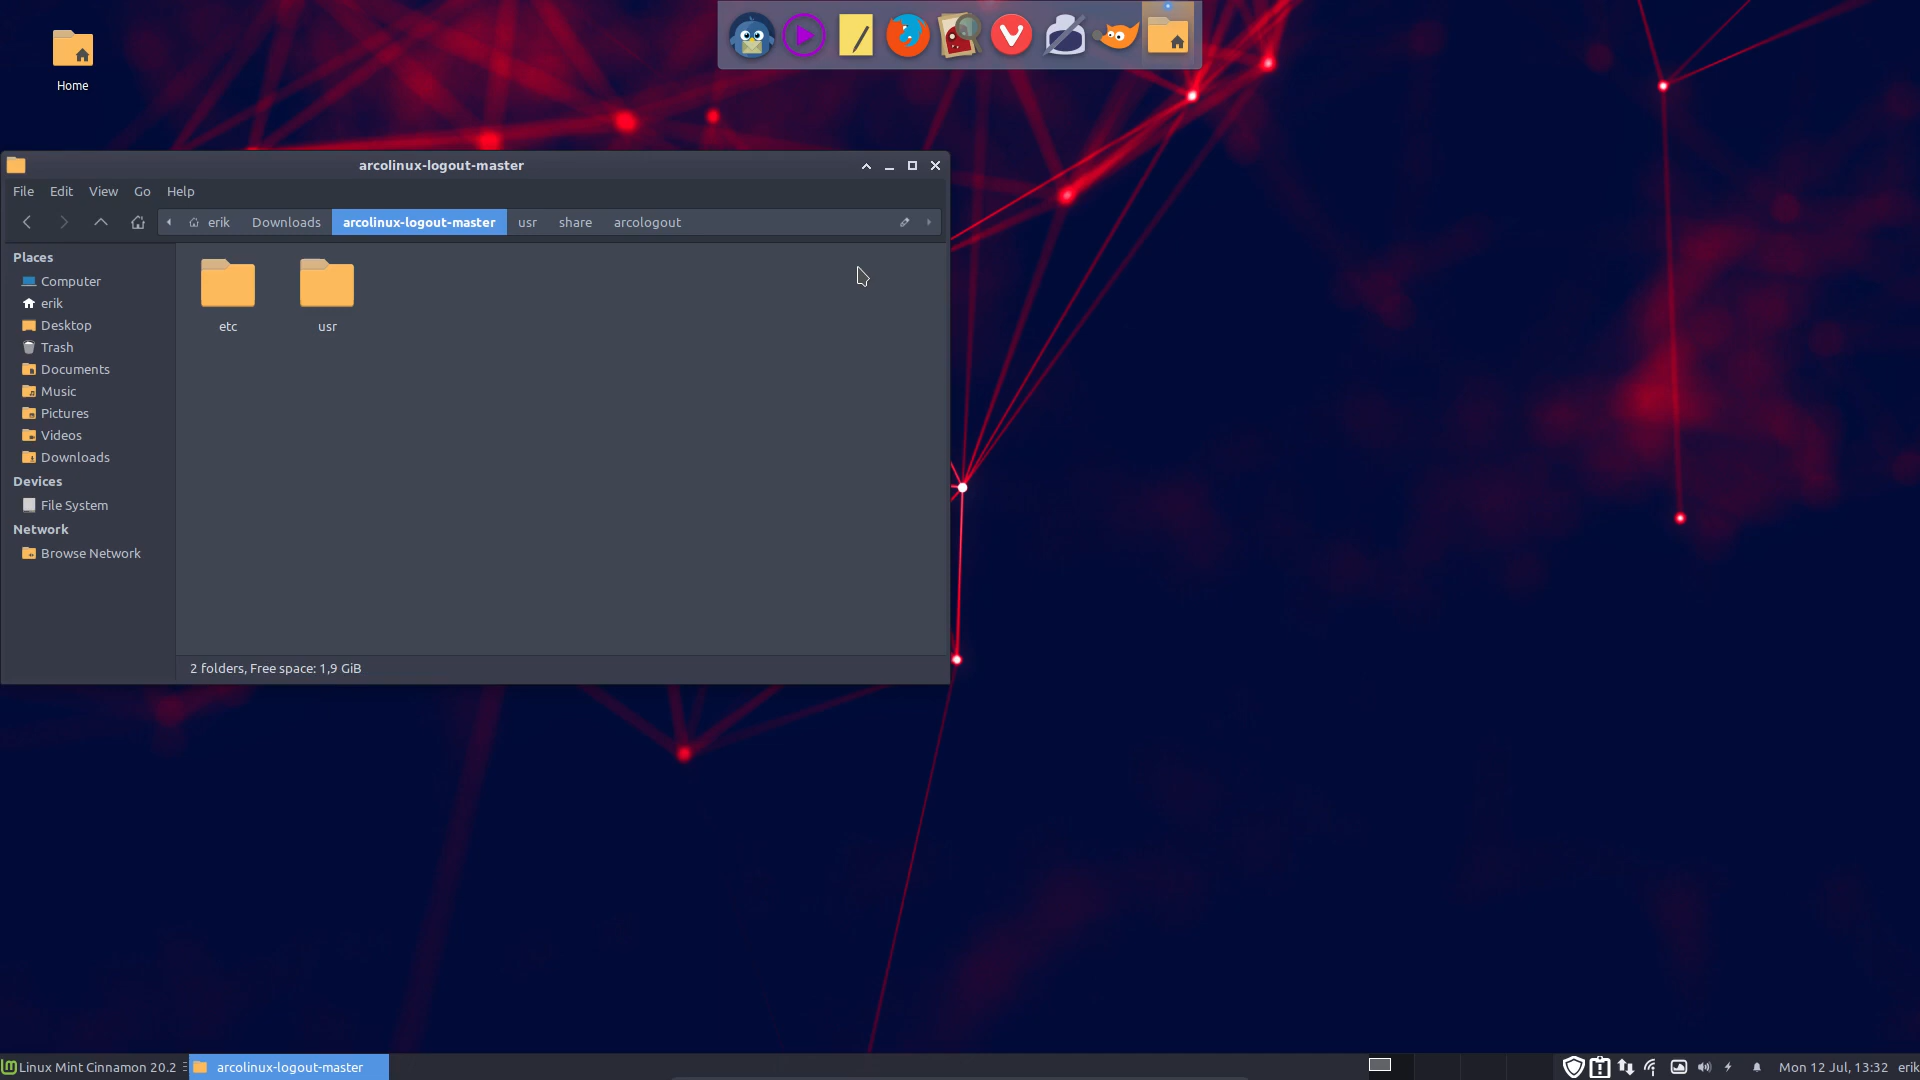 Home
arcolinux-logout-master
File Edit View Go Help
erik Downloads arcolinux-logout-master usr share arcologout
Places
Computer
erik
Desktop
Trash
Documents
Music
Pictures
Videos
Downloads
Devices
File System
Network
Browse Network
etc usr
2 folders, Free space: 1,9 GiB
Linux Mint Cinnamon 20.2 arcolinux-logout-master Mon 12 Jul, 13:32 erik